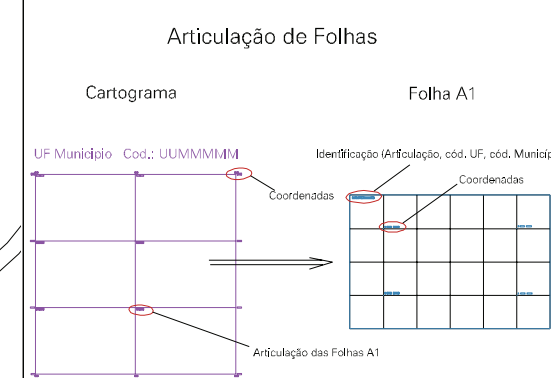 Articulação de Folhas
Cartograma
Folha A1
UF Municipio Cod.: UUMMMMM
Identificação (Articulação, cód. UF, cód. Municíp
Coordenadas
Coordenadas
Articulação das Folhas A1